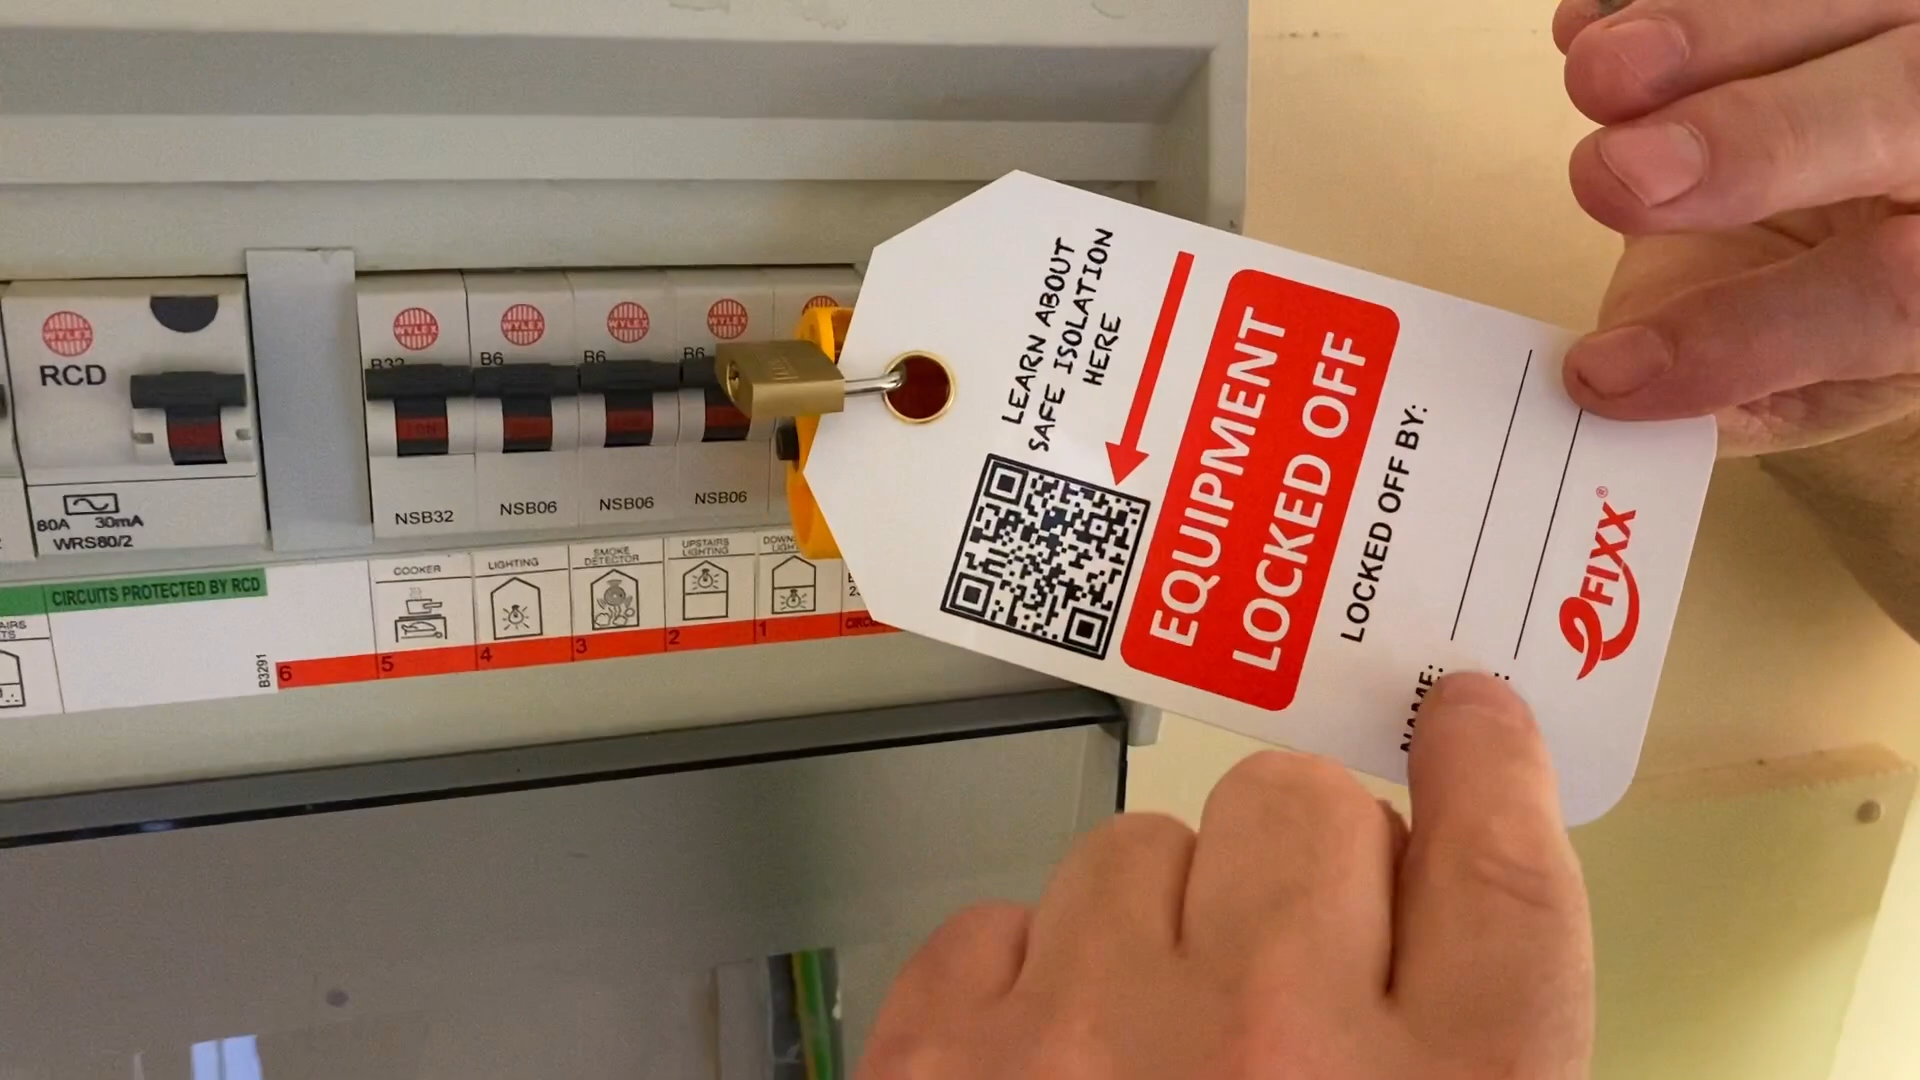 WYLEX
RCD
80A 30mA
WRS80/2
WYLEX
B32
NSB32
WYLEX
B6
NSB06
WYLEX
B6
NSB06
WYLEX
B6
NSB06
CIRCUITS PROTECTED BY RCD
B3291
COOKER
LIGHTING
SMOKE
DETECTOR
UPSTAIRS
LIGHTING
6
5
4
3
2
1
LEARN ABOUT
SAFE ISOLATION
HERE
EQUIPMENT
LOCKED OFF
LOCKED OFF BY:
NAME:
eFIXX®